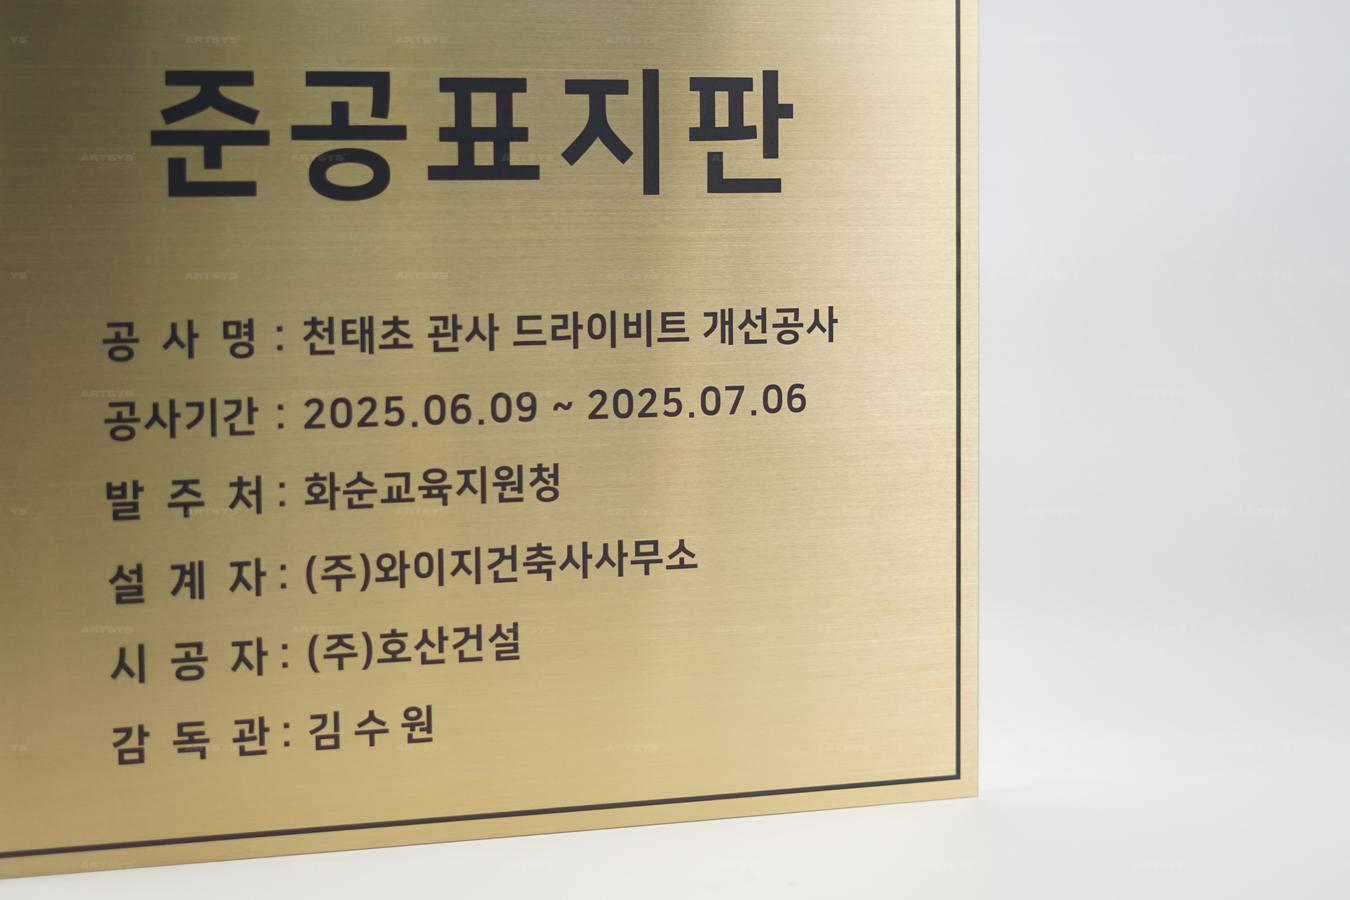 준공표지판
공 사 명 : 천태초 관사 드라이비트 개선공사
공사기간 : 2025.06.09 ~ 2025.07.06
발 주 처 : 화순교육지원청
설 계 자 : (주)와이지건축사사무소
시 공 자 : (주)호산건설
감 독 관 : 김 수 원
ARTSYS